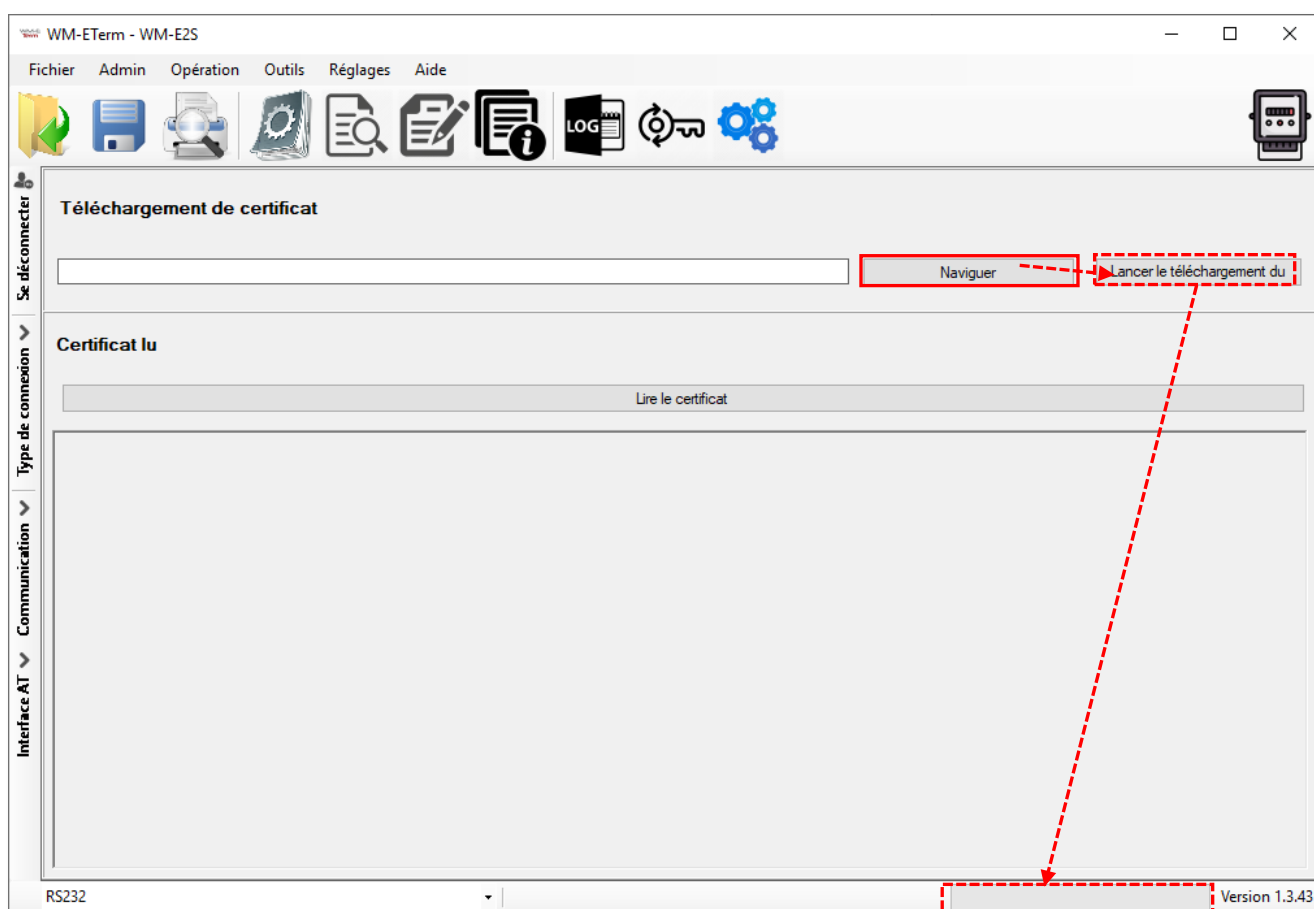 WM-ETerm - WM-E2S
Fichier Admin Opération Outils Réglages Aide
LOG
Se déconnecter
Type de connexion
Communication
Interface AT
Téléchargement de certificat
Naviguer
Lancer le téléchargement du
Certificat lu
Lire le certificat
RS232
Version 1.3.43